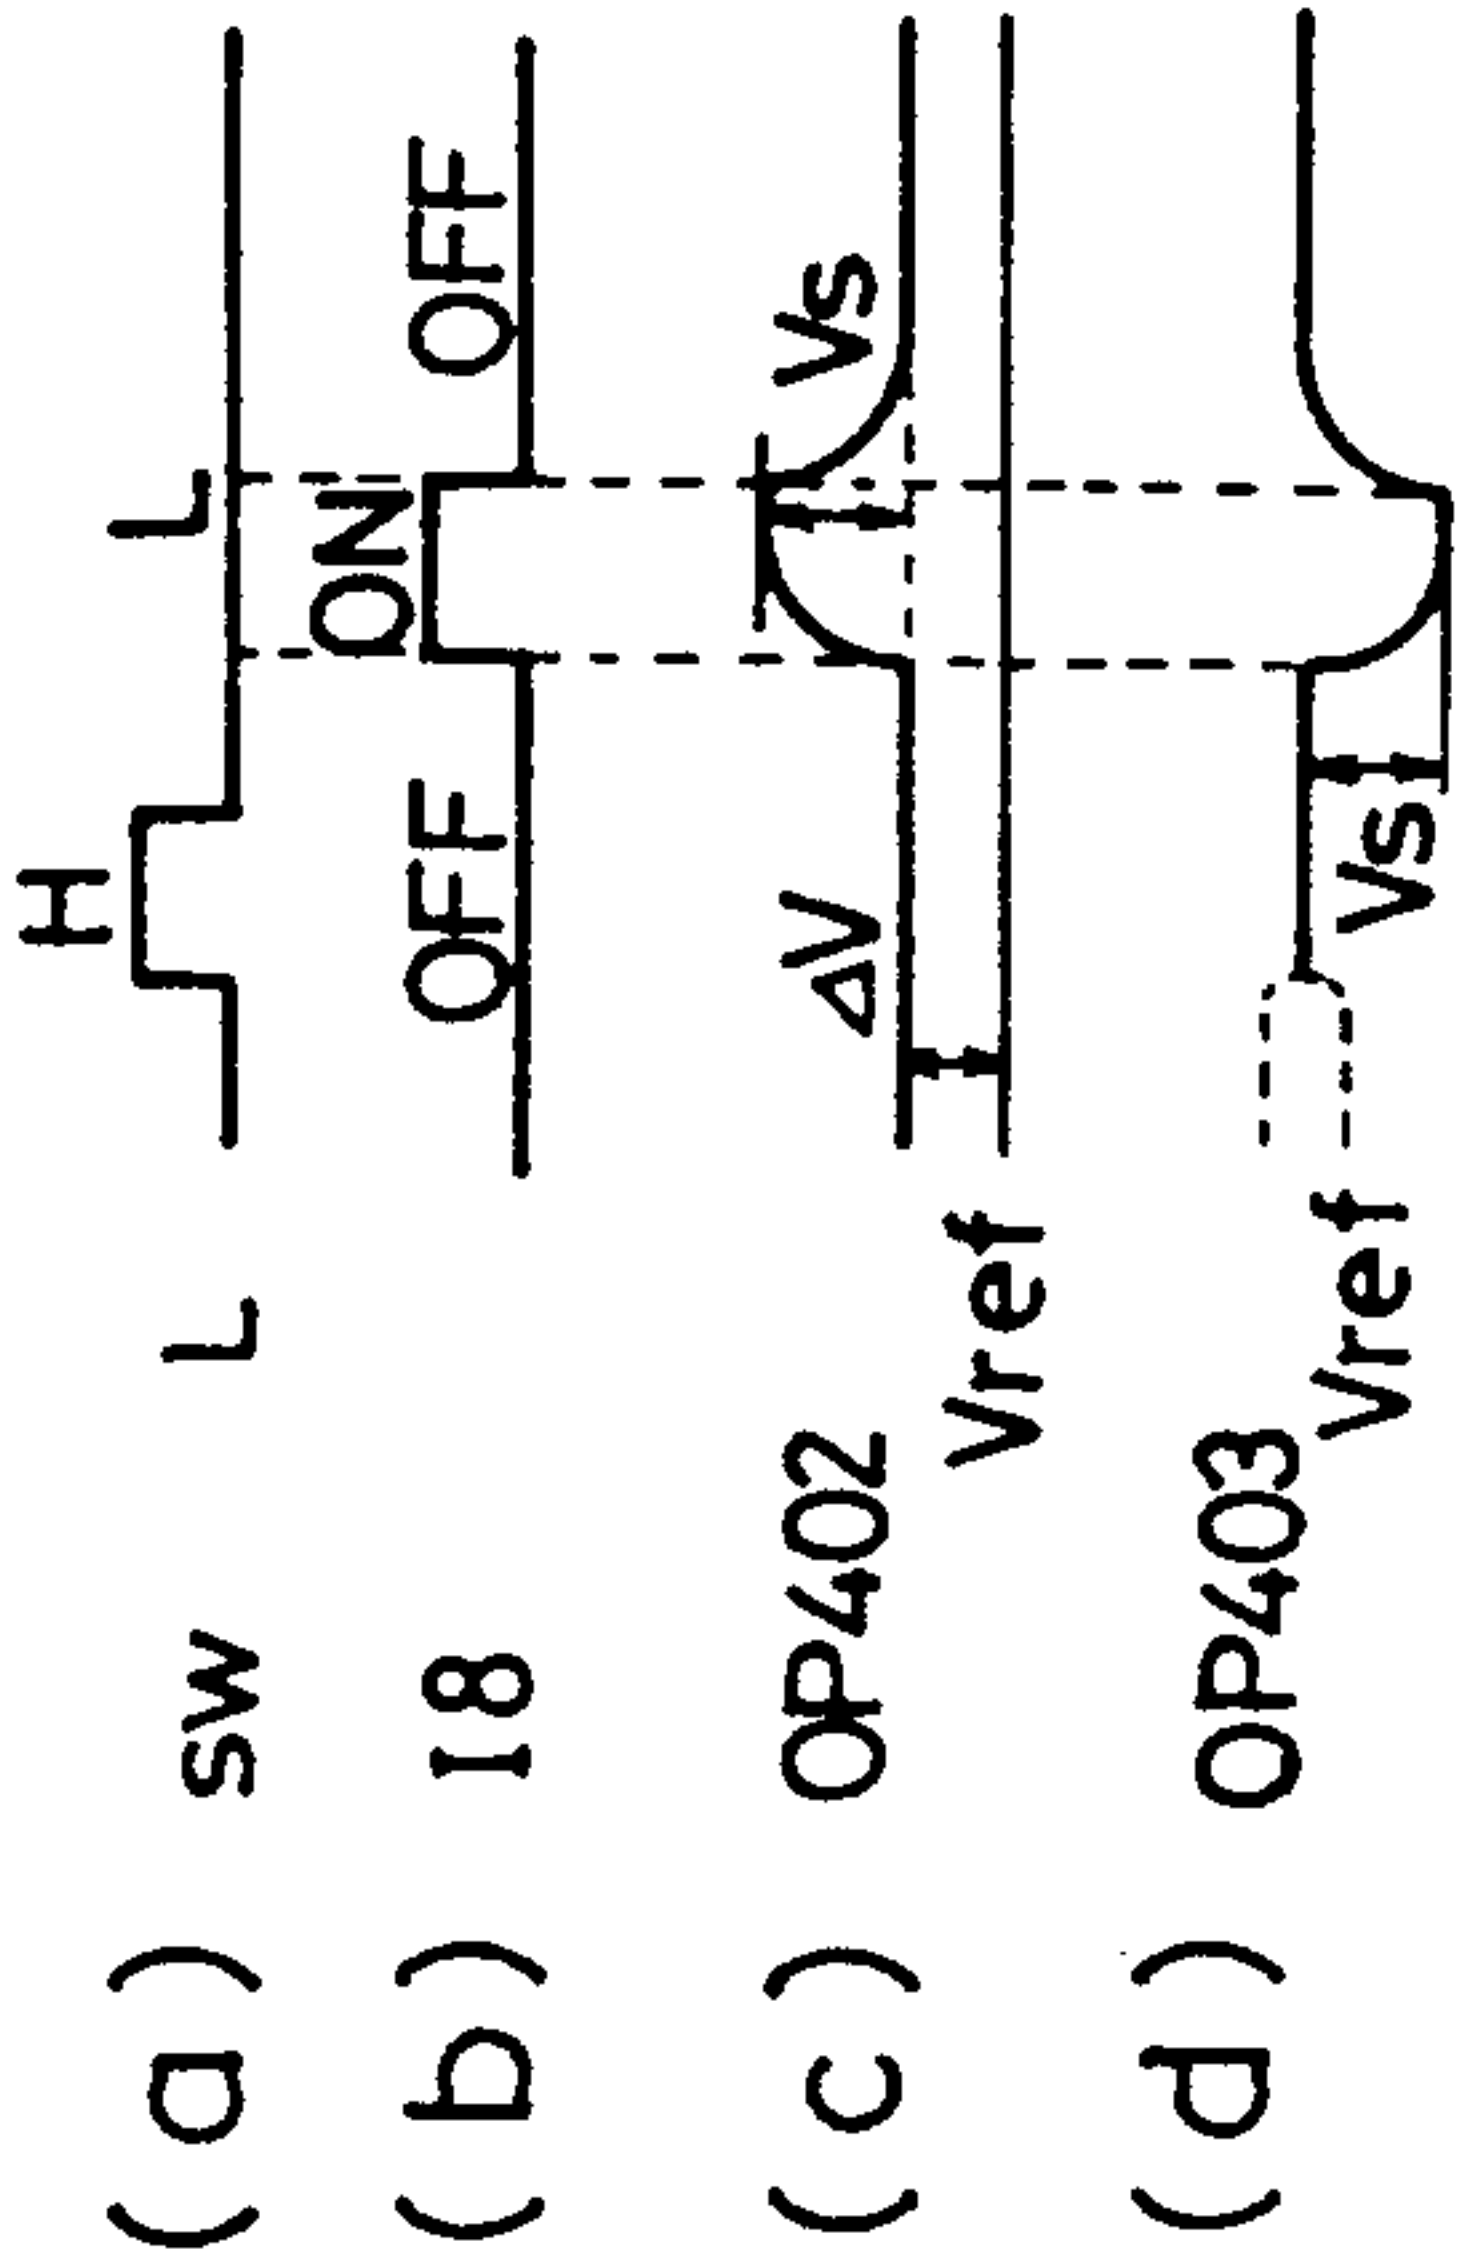 (a) sw L H L
(b) I8 OFF ON OFF
(c) OP402 ΔV Vs
Vref
(d) OP403 Vs
Vref